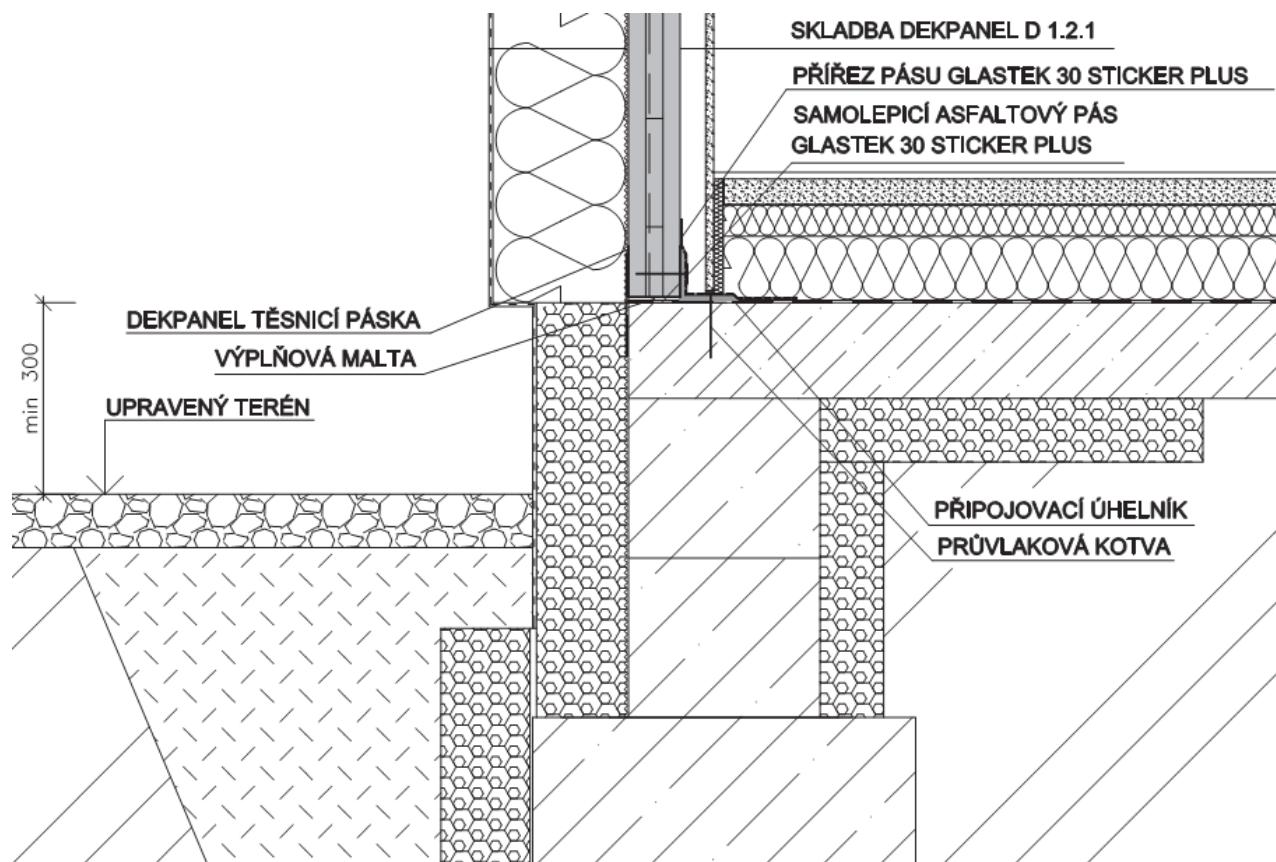 SKLADBA DEKPANEL D 1.2.1
PŘÍŘEZ PÁSU GLASTEK 30 STICKER PLUS
SAMOLEPICÍ ASFALTOVÝ PÁS
GLASTEK 30 STICKER PLUS
DEKPANEL TĚSNICÍ PÁSKA
VÝPLŇOVÁ MALTA
min 300
UPRAVENÝ TERÉN
PŘIPOJOVACÍ ÚHELNÍK
PRŮVLAKOVÁ KOTVA